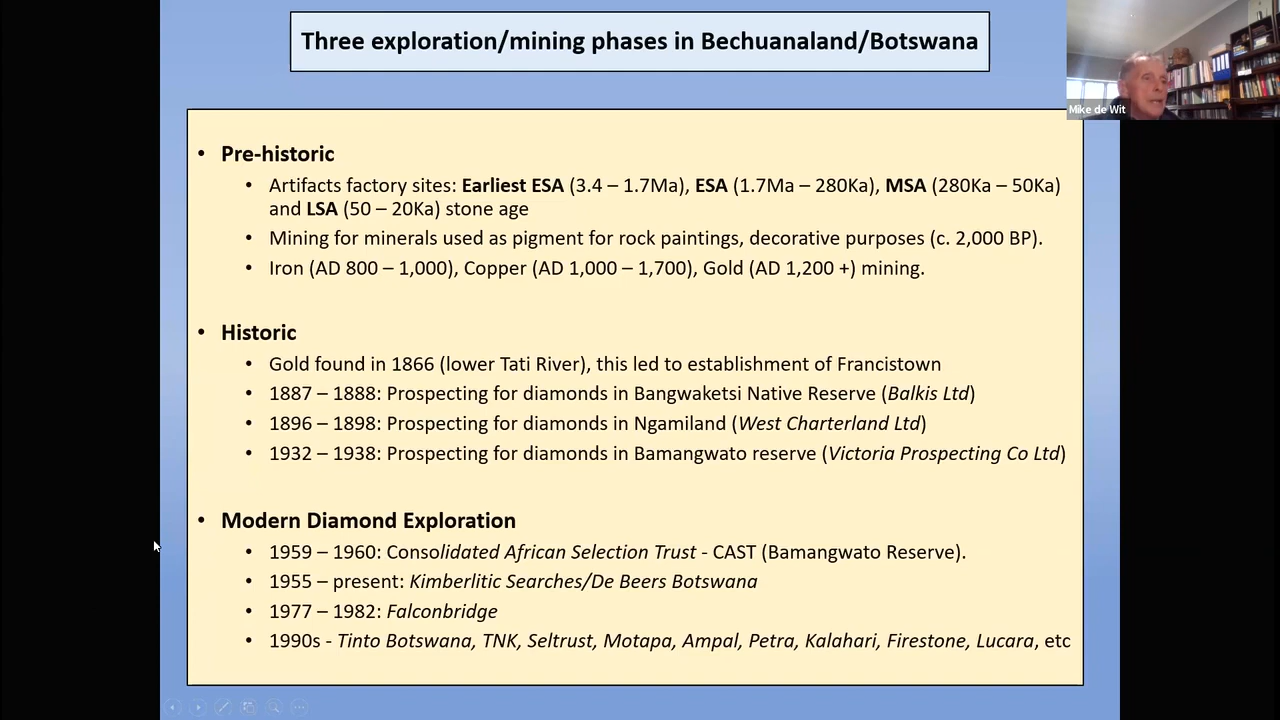 Three exploration/mining phases in Bechuanaland/Botswana
Mike de Wit
• Pre-historic
• Artifacts factory sites: Earliest ESA (3.4 – 1.7Ma), ESA (1.7Ma – 280Ka), MSA (280Ka – 50Ka)
and LSA (50 – 20Ka) stone age
• Mining for minerals used as pigment for rock paintings, decorative purposes (c. 2,000 BP).
• Iron (AD 800 – 1,000), Copper (AD 1,000 – 1,700), Gold (AD 1,200 +) mining.
• Historic
• Gold found in 1866 (lower Tati River), this led to establishment of Francistown
• 1887 – 1888: Prospecting for diamonds in Bangwaketsi Native Reserve (Balkis Ltd)
• 1896 – 1898: Prospecting for diamonds in Ngamiland (West Charterland Ltd)
• 1932 – 1938: Prospecting for diamonds in Bamangwato reserve (Victoria Prospecting Co Ltd)
• Modern Diamond Exploration
• 1959 – 1960: Consolidated African Selection Trust - CAST (Bamangwato Reserve).
• 1955 – present: Kimberlitic Searches/De Beers Botswana
• 1977 – 1982: Falconbridge
• 1990s - Tinto Botswana, TNK, Seltrust, Motapa, Ampal, Petra, Kalahari, Firestone, Lucara, etc